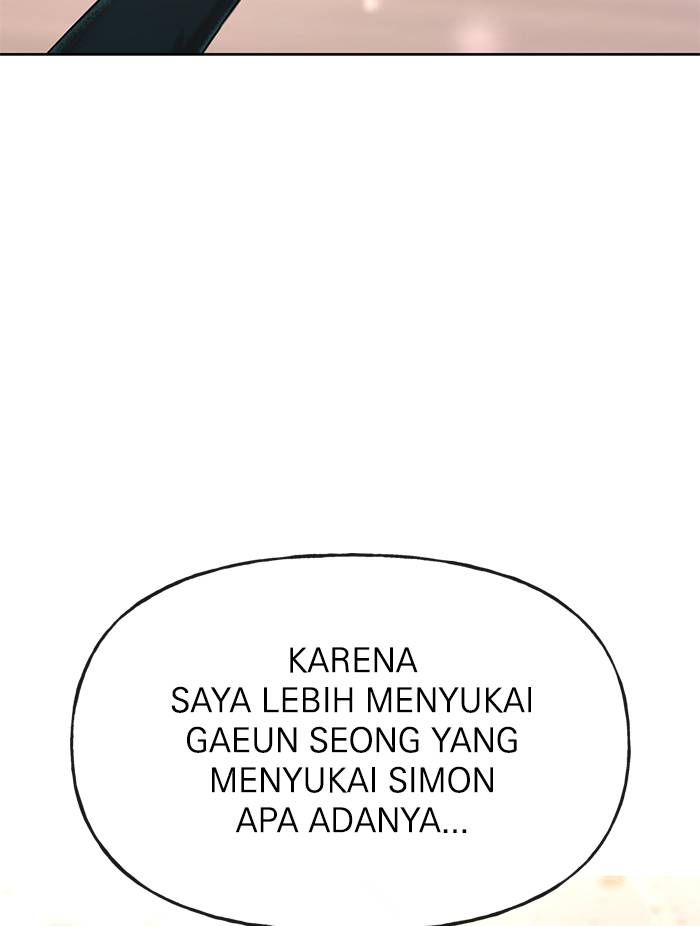 KARENA
SAYA LEBIH MENYUKAI
GAEUN SEONG YANG
MENYUKAI SIMON
APA ADANYA...